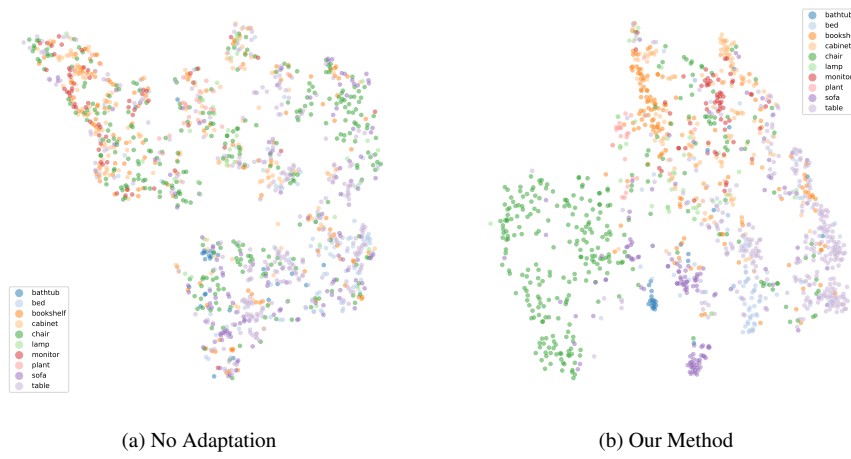 bathtub
bed
bookshelf
cabinet
chair
lamp
monitor
plant
sofa
table
bathtub
bed
bookshe
cabinet
chair
lamp
monitor
plant
sofa
table
(a) No Adaptation
(b) Our Method